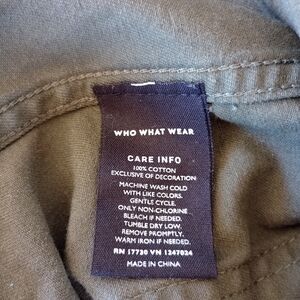 WHO WHAT WEAR
CARE INFO
100% COTTON
EXCLUSIVE OF DECORATION
MACHINE WASH COLD
WITH LIKE COLORS.
GENTLE CYCLE.
ONLY NON-CHLORINE
BLEACH IF NEEDED.
TUMBLE DRY LOW.
REMOVE PROMPTLY.
WARM IRON IF NEEDED.
RN 17730 VN 1247024
MADE IN CHINA